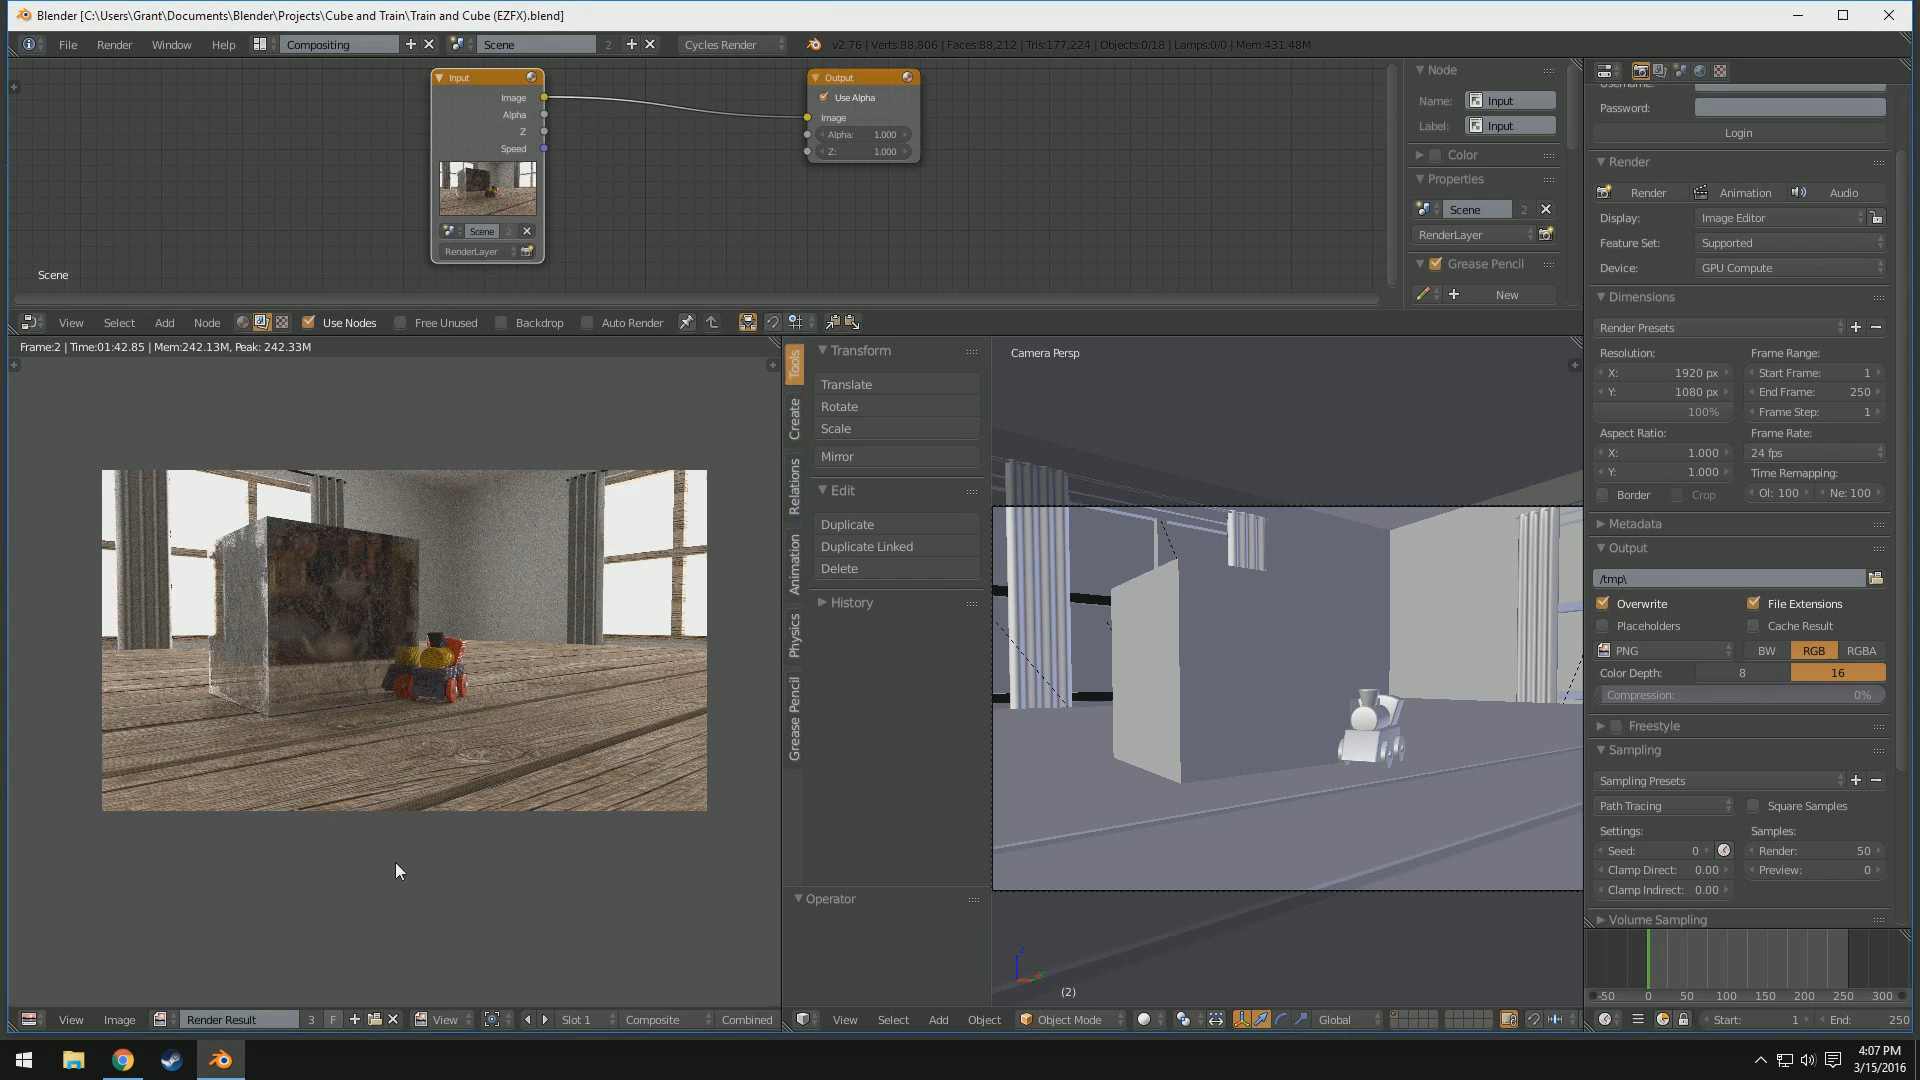 Blender [C:\Users\Grant\Documents\Blender\Projects\Cube and Train\Train and Cube (EZFX).blend]
File Render Window Help Compositing Scene 2 Cycles Render v2.76 | Verts:88,806 | Faces:88,212 | Tris:177,224 | Objects:0/18 | Lamps:0/0 | Mem:431.48M
Input
Image
Alpha
Z
Speed
Scene 2
RenderLayer
Output
Use Alpha
Image
Alpha: 1.000
Z: 1.000
Scene
Node
Name: Input
Label: Input
Color
Properties
Scene 2
RenderLayer
Grease Pencil
New
View Select Add Node Use Nodes Free Unused Backdrop Auto Render
Frame:2 | Time:01:42.85 | Mem:242.13M, Peak: 242.33M
Tools
Create
Relations
Animation
Physics
Grease Pencil
Transform
Translate
Rotate
Scale
Mirror
Edit
Duplicate
Duplicate Linked
Delete
History
Operator
Camera Persp
(2)
Password:
Login
Render
Render Animation Audio
Display: Image Editor
Feature Set: Supported
Device: GPU Compute
Dimensions
Render Presets
Resolution: Frame Range:
X: 1920 px Start Frame: 1
Y: 1080 px End Frame: 250
100% Frame Step: 1
Aspect Ratio: Frame Rate:
X: 1.000 24 fps
Y: 1.000 Time Remapping:
Border Crop Ol: 100 Ne: 100
Metadata
Output
/tmp\
Overwrite File Extensions
Placeholders Cache Result
PNG BW RGB RGBA
Color Depth: 8 16
Compression: 0%
Freestyle
Sampling
Sampling Presets
Path Tracing Square Samples
Settings: Samples:
Seed: 0 Render: 50
Clamp Direct: 0.00 Preview: 0
Clamp Indirect: 0.00
Volume Sampling
-50 0 50 100 150 200 250 300
View Image Render Result 3 F View Slot 1 Composite Combined
View Select Add Object Object Mode Global
Start: 1 End: 250
4:07 PM
3/15/2016